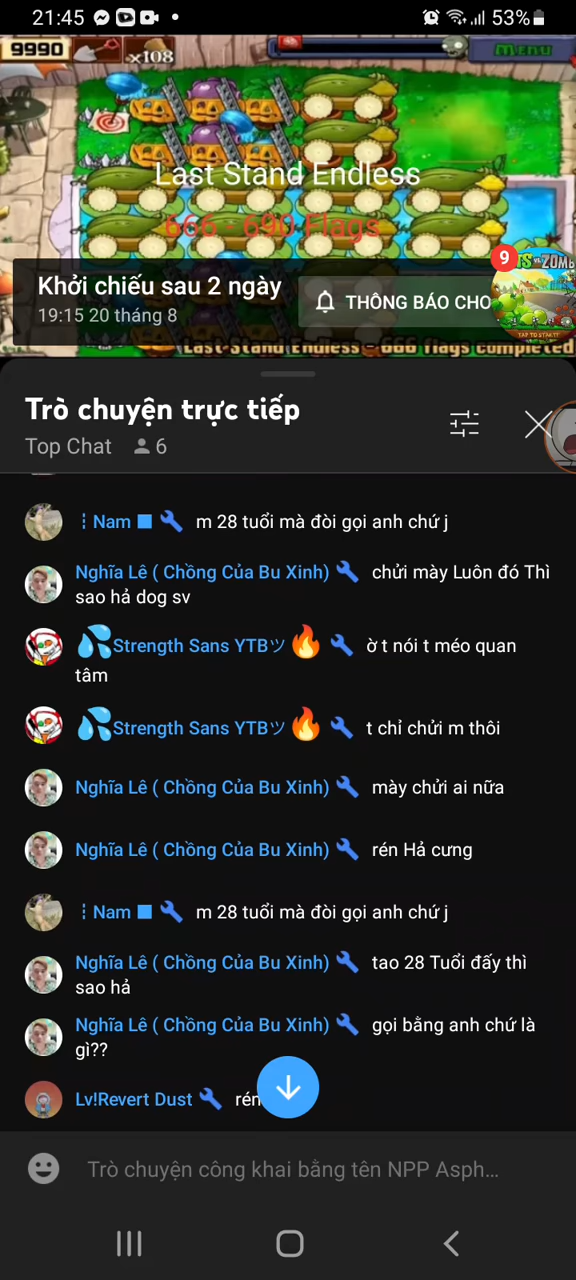 21:45 53%
9990 x108 MENU
Last Stand Endless
666 - 690 Flags
Khởi chiếu sau 2 ngày
19:15 20 tháng 8
THÔNG BÁO CHO
9
Last Stand Endless - 666 flags completed
Trò chuyện trực tiếp
Top Chat 6
┆Nam m 28 tuổi mà đòi gọi anh chứ j
Nghĩa Lê ( Chồng Của Bu Xinh) chửi mày Luôn đó Thì
sao hả dog sv
💦Strength Sans YTBツ🔥 ờ t nói t méo quan
tâm
💦Strength Sans YTBツ🔥 t chỉ chửi m thôi
Nghĩa Lê ( Chồng Của Bu Xinh) mày chửi ai nữa
Nghĩa Lê ( Chồng Của Bu Xinh) rén Hả cưng
┆Nam m 28 tuổi mà đòi gọi anh chứ j
Nghĩa Lê ( Chồng Của Bu Xinh) tao 28 Tuổi đấy thì
sao hả
Nghĩa Lê ( Chồng Của Bu Xinh) gọi bằng anh chứ là
gì??
Lv!Revert Dust rén
Trò chuyện công khai bằng tên NPP Asph...